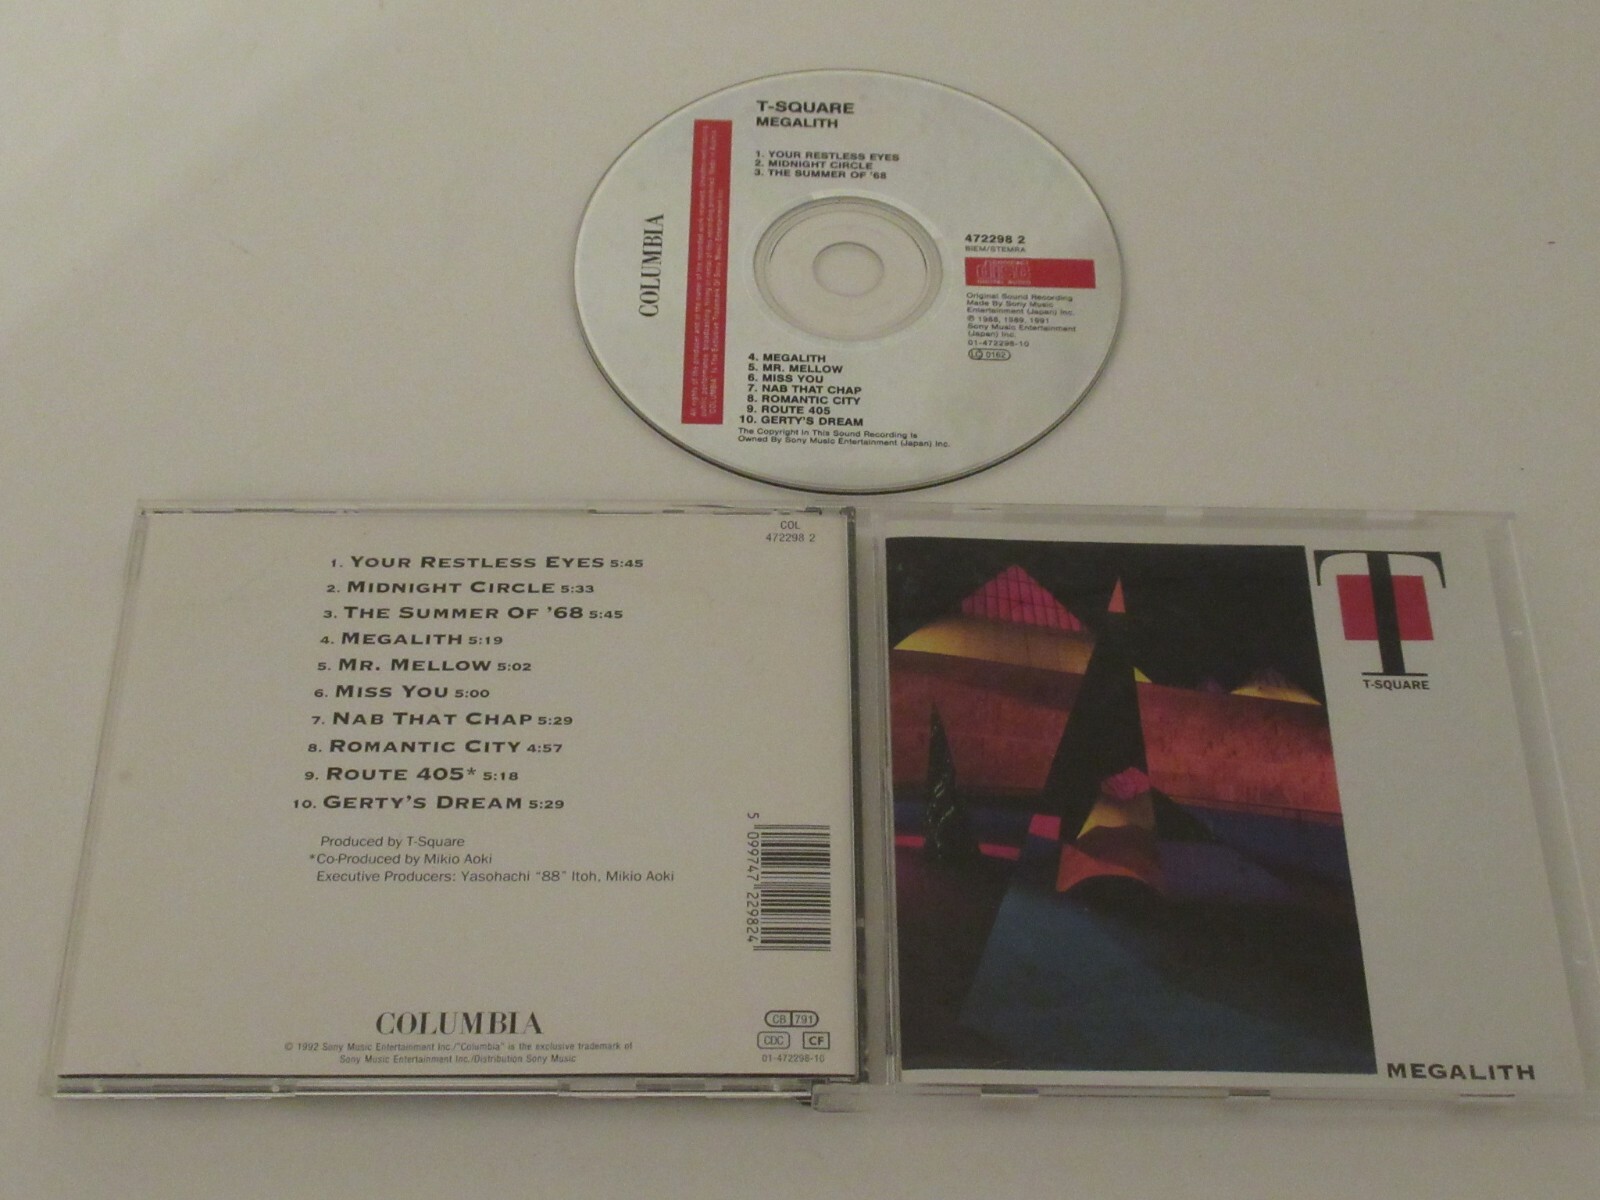 T-SQUARE
MEGALITH
1. YOUR RESTLESS EYES
2. MIDNIGHT CIRCLE
3. THE SUMMER OF '68
COLUMBIA
472298 2
BIEM/STEMRA
DIGITAL AUDIO
Original Sound Recording
Made By Sony Music
Entertainment (Japan) Inc.
℗ 1988, 1989, 1991
Sony Music Entertainment
(Japan) Inc.
01-472298-10
LC 0162
4. MEGALITH
5. MR. MELLOW
6. MISS YOU
7. NAB THAT CHAP
8. ROMANTIC CITY
9. ROUTE 405
10. GERTY'S DREAM
The Copyright in This Sound Recording is
Owned By Sony Music Entertainment (Japan) Inc.
COL
472298 2
1. YOUR RESTLESS EYES 5:45
2. MIDNIGHT CIRCLE 5:33
3. THE SUMMER OF '68 5:45
4. MEGALITH 5:19
5. MR. MELLOW 5:02
6. MISS YOU 5:00
7. NAB THAT CHAP 5:29
8. ROMANTIC CITY 4:57
9. ROUTE 405* 5:18
10. GERTY'S DREAM 5:29
Produced by T-Square
*Co-Produced by Mikio Aoki
Executive Producers: Yasohachi "88" Itoh, Mikio Aoki
5 099747 229824
COLUMBIA
© 1992 Sony Music Entertainment Inc./"Columbia" is the exclusive trademark of
Sony Music Entertainment Inc./Distribution Sony Music
CB 791
CDC CF
01-472298-10
T
T-SQUARE
MEGALITH